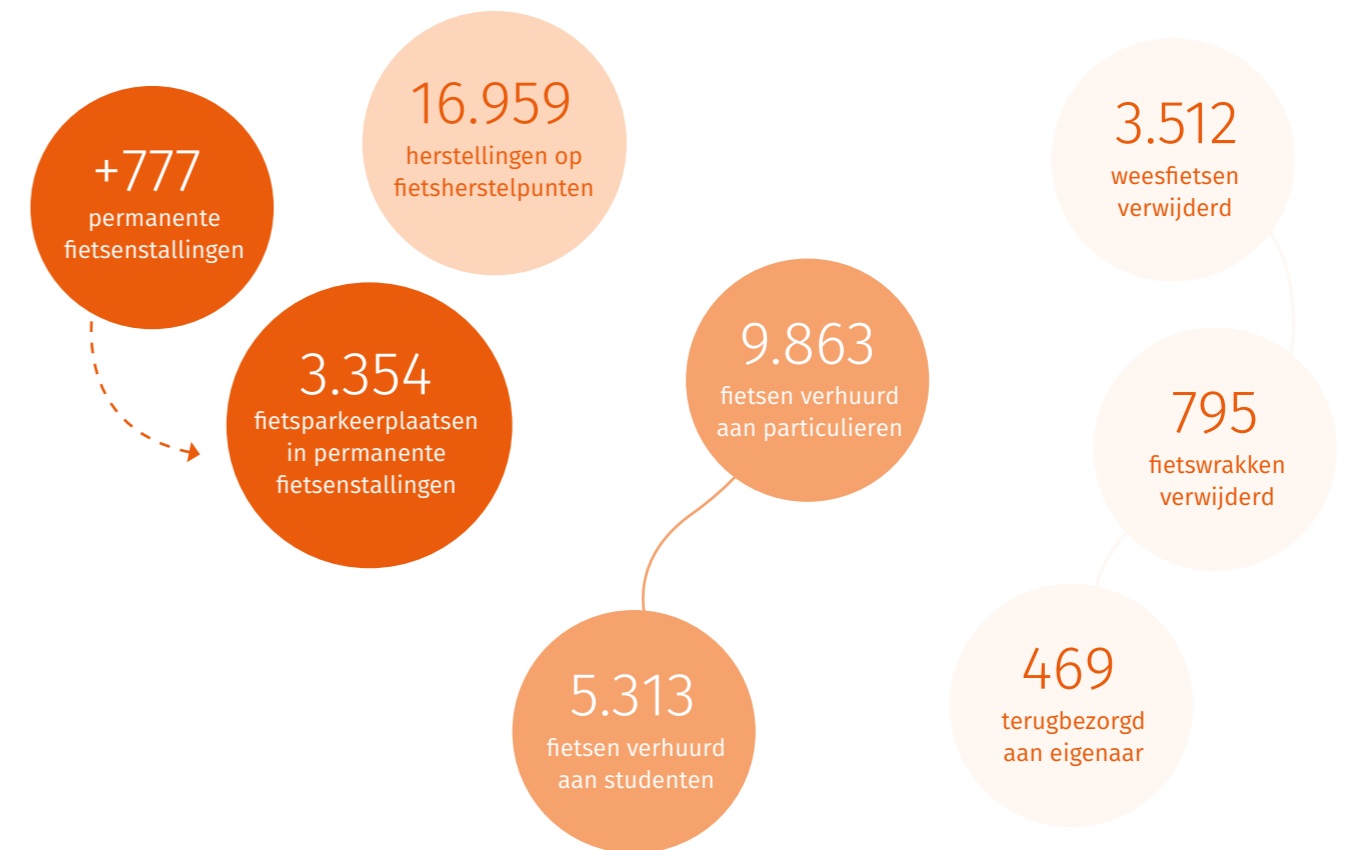 +777
permanente
fietsenstallingen
16.959
herstellingen op
fietsherstelpunten
3.354
fietsparkeerplaatsen
in permanente
fietsenstallingen
9.863
fietsen verhuurd
aan particulieren
5.313
fietsen verhuurd
aan studenten
3.512
weesfietsen
verwijderd
795
fietswrakken
verwijderd
469
terugbezorgd
aan eigenaar